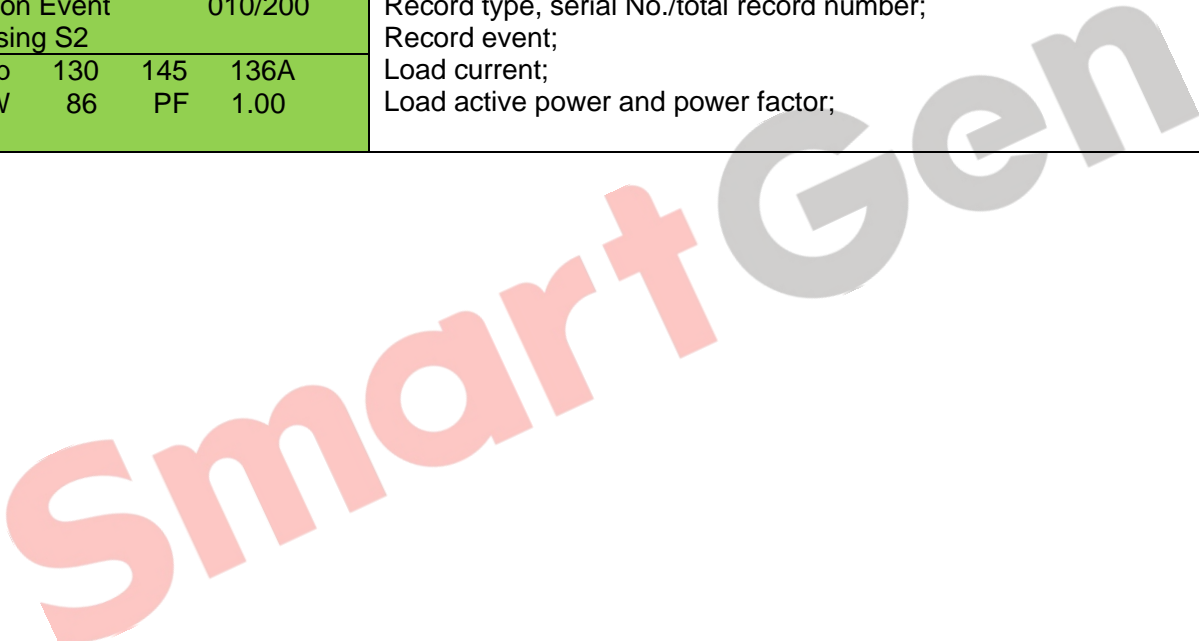 on Event 010/200 Record type, serial No./total record number;
sing S2 Record event;
o 130 145 136A Load current;
W 86 PF 1.00 Load active power and power factor;
SmartGen